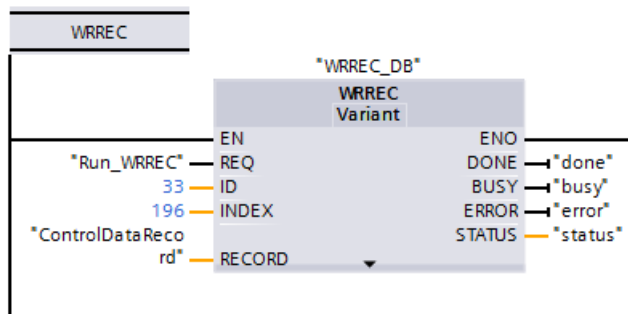 WRREC
"WRREC_DB"
WRREC
Variant
EN ENO
"Run_WRREC" REQ DONE "done"
33 ID BUSY "busy"
196 INDEX ERROR "error"
"ControlDataReco STATUS "status"
rd" RECORD